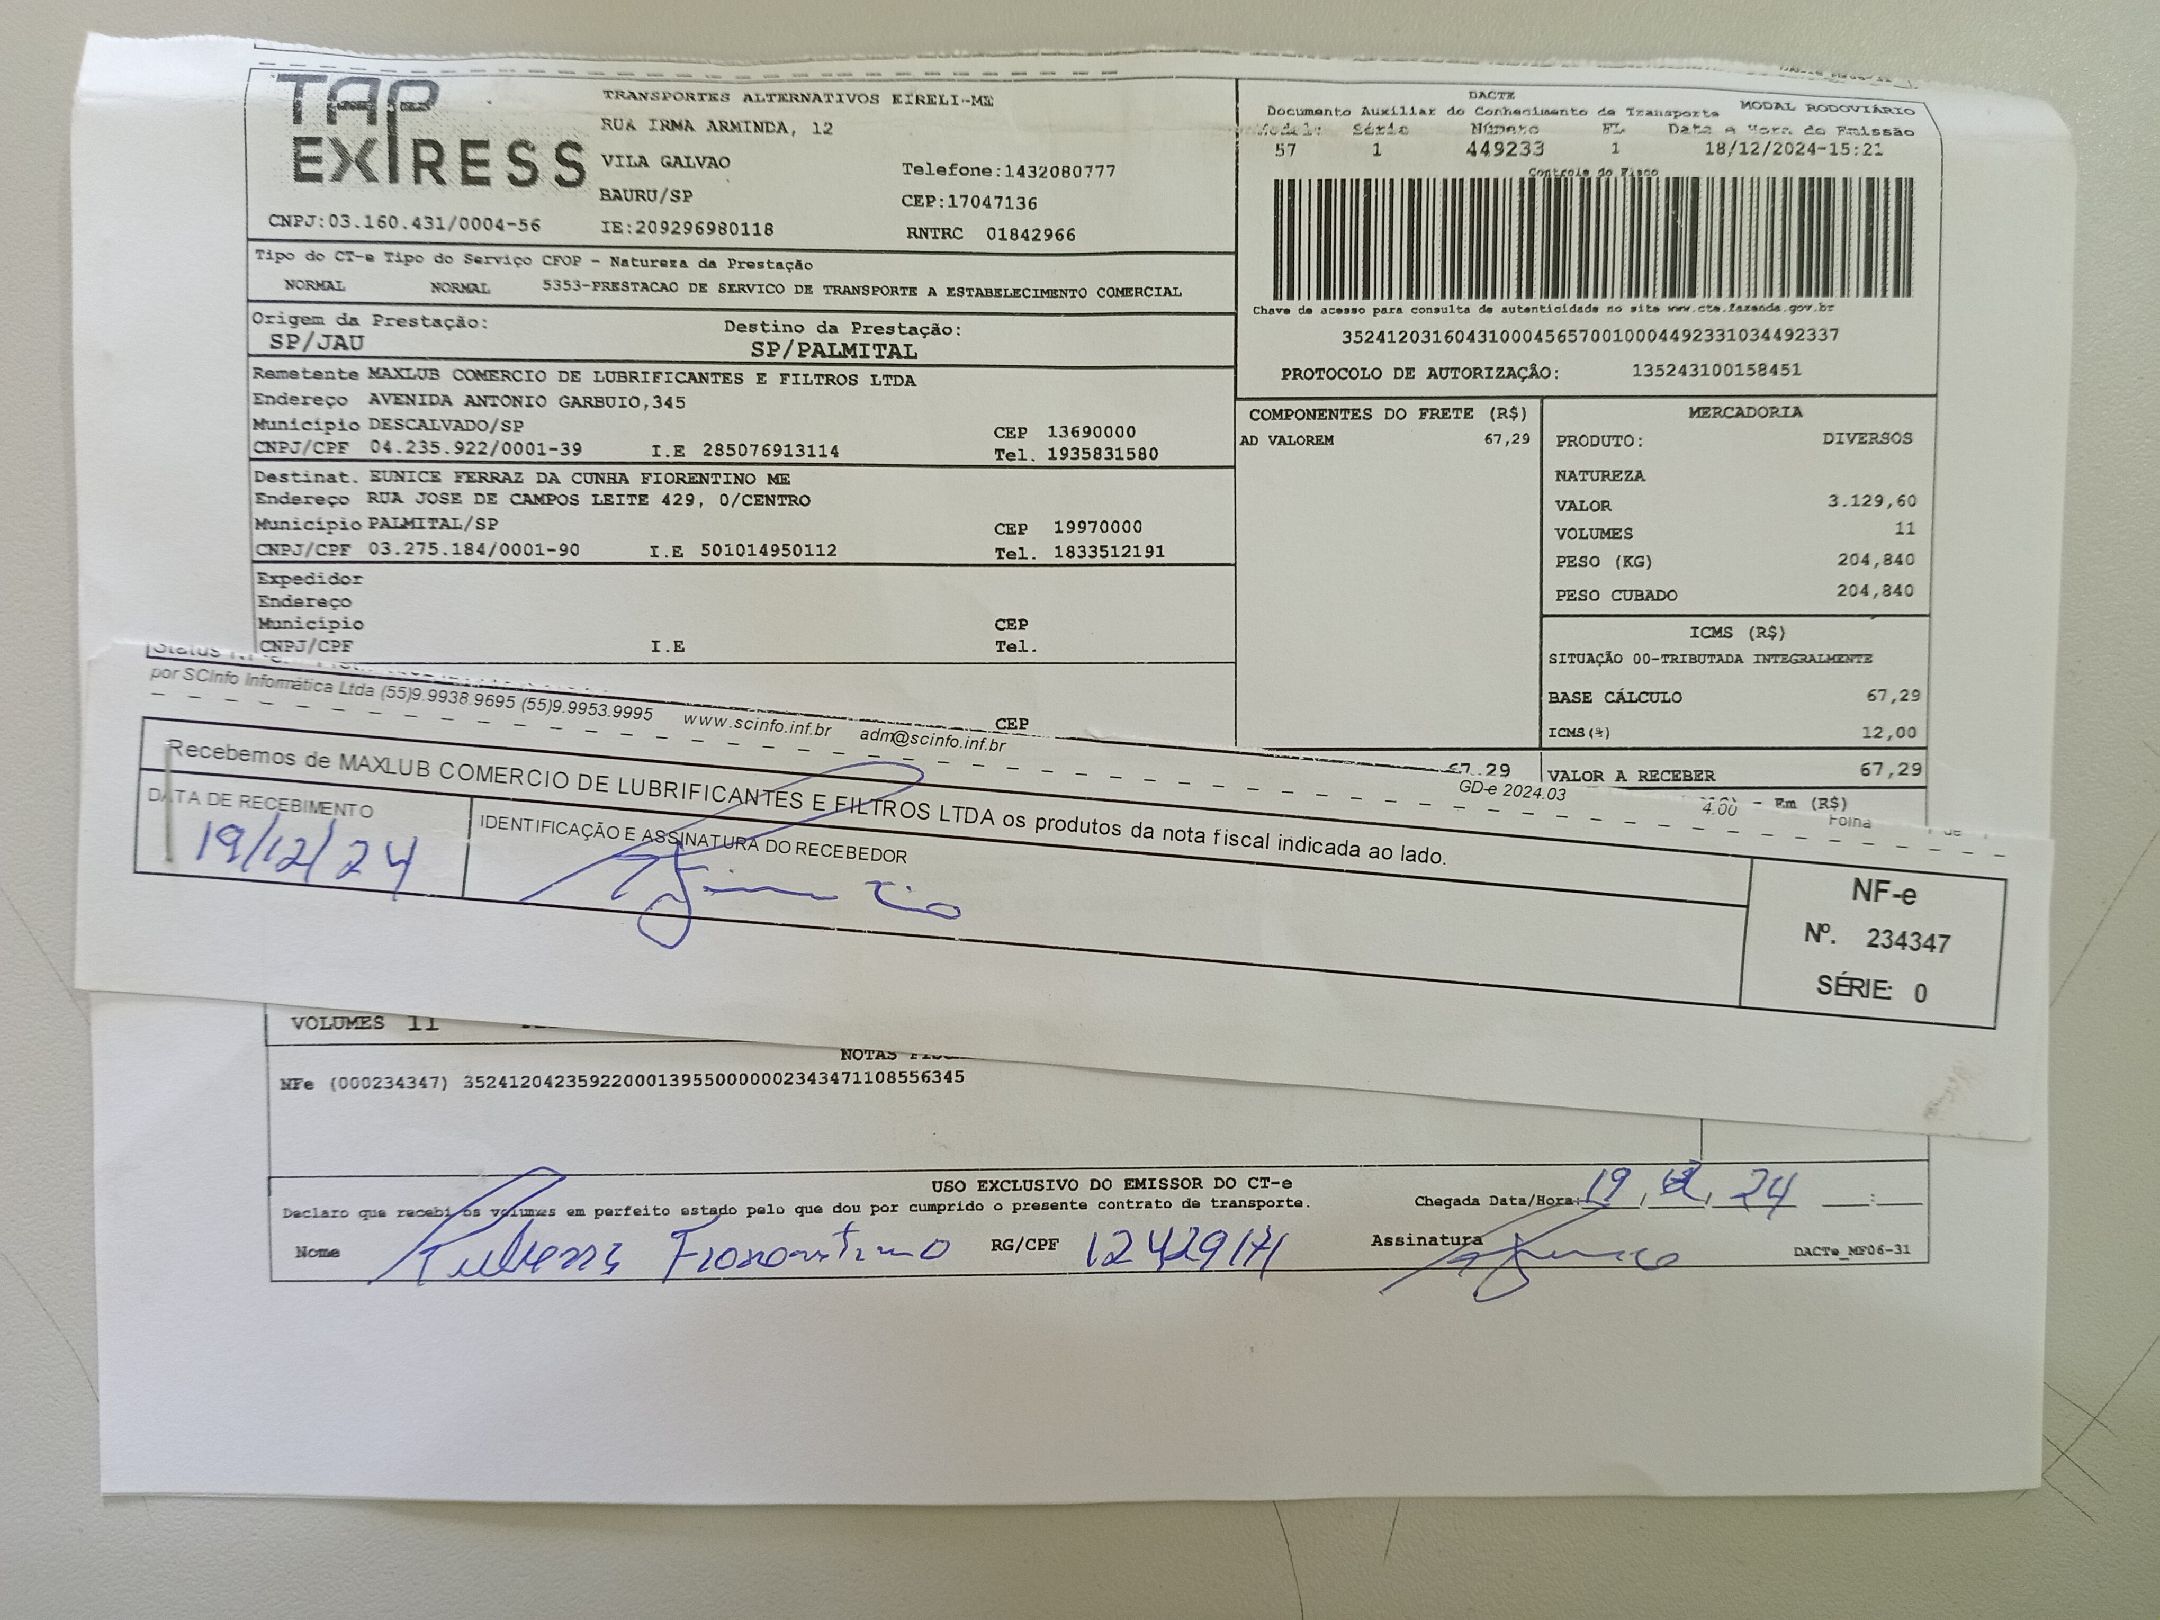 TAP EXPRESS
TRANSPORTES ALTERNATIVOS EIRELI-ME
RUA IRMA ARMINDA, 12
VILA GALVAO
Telefone:1432080777
BAURU/SP
CEP:17047136
CNPJ:03.160.431/0004-56
IE:209296980118
RNTRC 01842966
DACTE
MODAL RODOVIÁRIO
Documento Auxiliar do Conhecimento de Transporte
Modelo: Série Número FL Data e Hora de Emissão
57 1 449233 1 18/12/2024-15:21
Controle do Fisco
Chave de acesso para consulta de autenticidade no site www.cte.fazenda.gov.br
35241203160431000456570010004492331034492337
PROTOCOLO DE AUTORIZAÇÃO: 135243100158451
Tipo do CT-e Tipo do Serviço CFOP - Natureza da Prestação
NORMAL NORMAL 5353-PRESTACAO DE SERVICO DE TRANSPORTE A ESTABELECIMENTO COMERCIAL
Origem da Prestação: Destino da Prestação:
SP/JAU SP/PALMITAL
Remetente MAXLUB COMERCIO DE LUBRIFICANTES E FILTROS LTDA
Endereço AVENIDA ANTONIO GARBUIO,345
Município DESCALVADO/SP CEP 13690000
CNPJ/CPF 04.235.922/0001-39 I.E 285076913114 Tel. 1935831580
Destinat. EUNICE FERRAZ DA CUNHA FIORENTINO ME
Endereço RUA JOSE DE CAMPOS LEITE 429, 0/CENTRO
Município PALMITAL/SP CEP 19970000
CNPJ/CPF 03.275.184/0001-90 I.E 501014950112 Tel. 1833512191
Expedidor
Endereço
Município CEP
CNPJ/CPF I.E Tel.
CEP
COMPONENTES DO FRETE (R$)
AD VALOREM 67,29
67,29
MERCADORIA
PRODUTO: DIVERSOS
NATUREZA
VALOR 3.129,60
VOLUMES 11
PESO (KG) 204,840
PESO CUBADO 204,840
ICMS (R$)
SITUAÇÃO 00-TRIBUTADA INTEGRALMENTE
BASE CÁLCULO 67,29
ICMS(%) 12,00
VALOR A RECEBER 67,29
- Em (R$)
por SCInfo Informática Ltda (55)9.9938.9695 (55)9.9953.9995 www.scinfo.inf.br adm@scinfo.inf.br
GD-e 2024.03
4.00
Folha
Recebemos de MAXLUB COMERCIO DE LUBRIFICANTES E FILTROS LTDA os produtos da nota fiscal indicada ao lado.
DATA DE RECEBIMENTO
19/12/24
IDENTIFICAÇÃO E ASSINATURA DO RECEBEDOR
NF-e
Nº. 234347
SÉRIE: 0
VOLUMES 11
NOTAS
NFe (000234347) 35241204235922000139550000002343471108556345
USO EXCLUSIVO DO EMISSOR DO CT-e
Declaro que recebi os volumes em perfeito estado pelo que dou por cumprido o presente contrato de transporte.
Chegada Data/Hora: 19, 12, 24 :
Nome Rubens Fiorentino RG/CPF Assinatura
DACTe_MF06-31